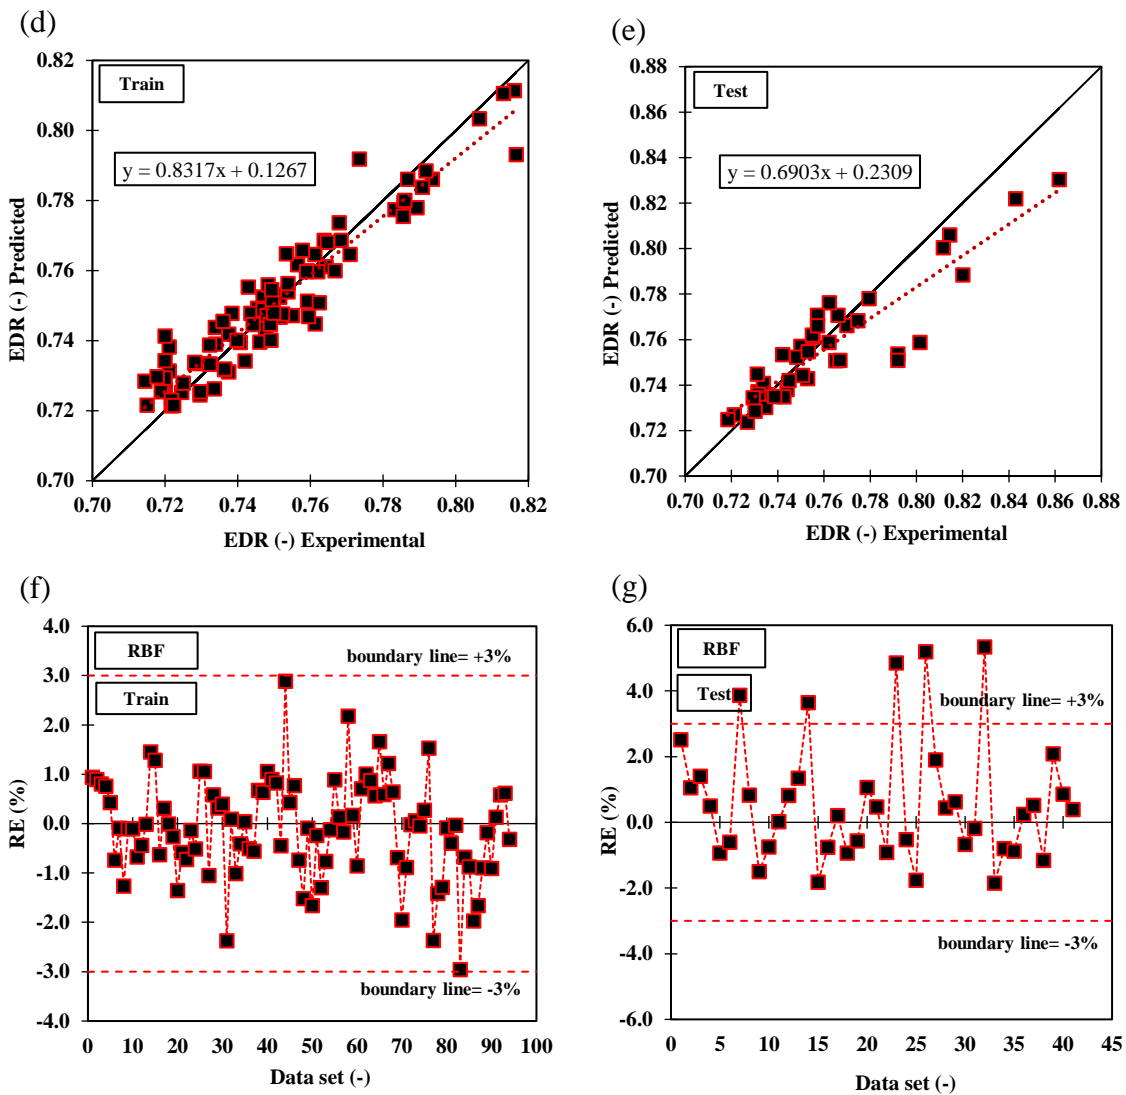 (d)
Train
y = 0.8317x + 0.1267
EDR (-) Predicted
0.82
0.80
0.78
0.76
0.74
0.72
0.70
0.70 0.72 0.74 0.76 0.78 0.80 0.82
EDR (-) Experimental
(e)
Test
y = 0.6903x + 0.2309
EDR (-) Predicted
0.88
0.86
0.84
0.82
0.80
0.78
0.76
0.74
0.72
0.70
0.70 0.72 0.74 0.76 0.78 0.80 0.82 0.84 0.86 0.88
EDR (-) Experimental
(f)
RBF
Train
boundary line= +3%
boundary line= -3%
RE (%)
4.0
3.0
2.0
1.0
0.0
-1.0
-2.0
-3.0
-4.0
0 10 20 30 40 50 60 70 80 90 100
Data set (-)
(g)
RBF
Test
boundary line= +3%
boundary line= -3%
RE (%)
6.0
4.0
2.0
0.0
-2.0
-4.0
-6.0
0 5 10 15 20 25 30 35 40 45
Data set (-)